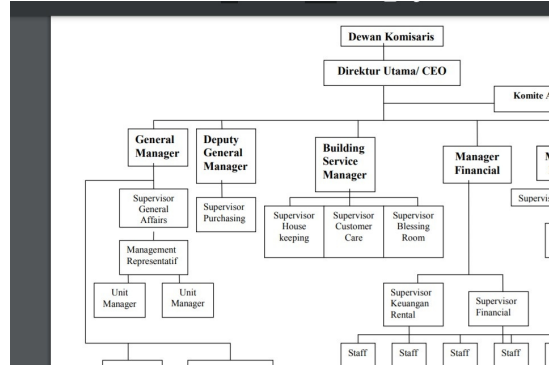 Dewan Komisaris
Direktur Utama/ CEO
Komite
General
Manager
Deputy
General
Manager
Building
Service
Manager
Manager
Financial
Supervisor
General
Affairs
Supervisor
Purchasing
Supervisor
House
keeping
Supervisor
Customer
Care
Supervisor
Blessing
Room
Management
Representatif
Unit
Manager
Unit
Manager
Supervisor
Keuangan
Rental
Supervisor
Financial
Staff
Staff
Staff
Staff